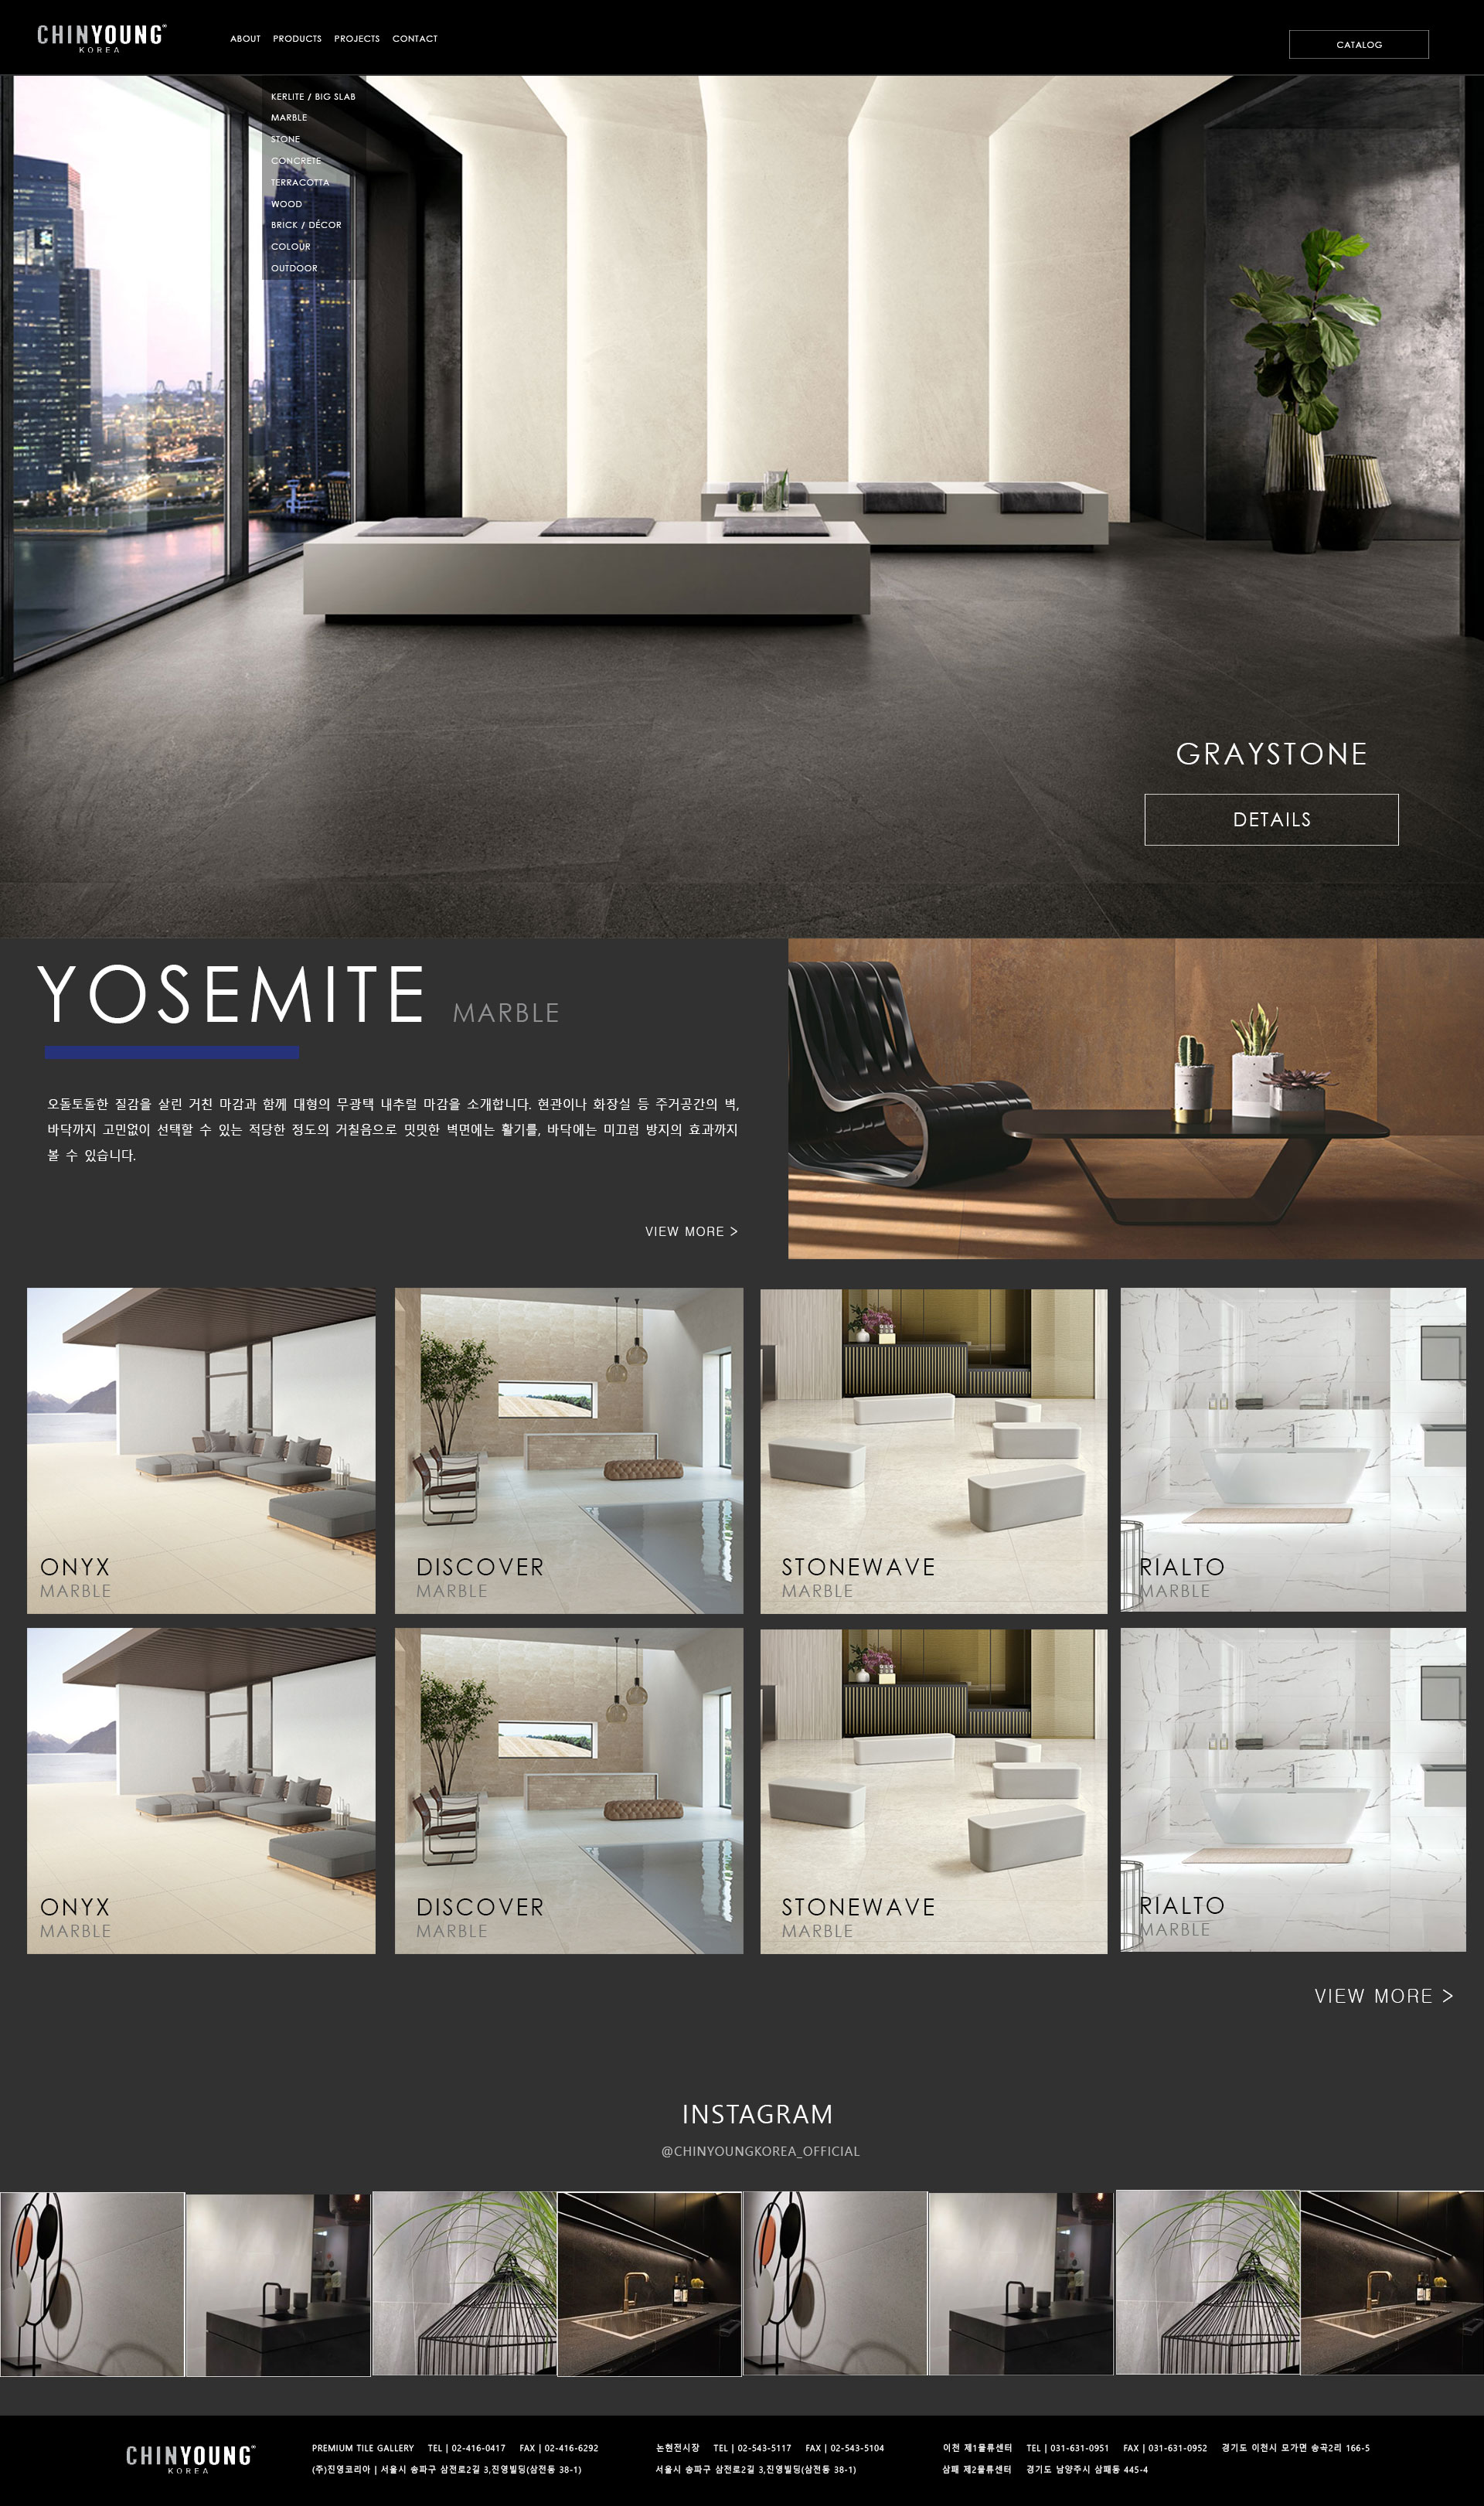 CHINYOUNG®
KOREA
ABOUT PRODUCTS PROJECTS CONTACT
CATALOG
KERLITE / BIG SLAB
MARBLE
STONE
CONCRETE
TERRACOTTA
WOOD
BRICK / DÉCOR
COLOUR
OUTDOOR
GRAYSTONE
DETAILS
YOSEMITE MARBLE
오돌토돌한 질감을 살린 거친 마감과 함께 대형의 무광택 내추럴 마감을 소개합니다. 현관이나 화장실 등 주거공간의 벽,
바닥까지 고민없이 선택할 수 있는 적당한 정도의 거칠음으로 밋밋한 벽면에는 활기를, 바닥에는 미끄럼 방지의 효과까지
볼 수 있습니다.
VIEW MORE >
ONYX
MARBLE
DISCOVER
MARBLE
STONEWAVE
MARBLE
RIALTO
MARBLE
ONYX
MARBLE
DISCOVER
MARBLE
STONEWAVE
MARBLE
RIALTO
MARBLE
VIEW MORE >
INSTAGRAM
@CHINYOUNGKOREA_OFFICIAL
CHINYOUNG®
KOREA
PREMIUM TILE GALLERY TEL | 02-416-0417 FAX | 02-416-6292
(주)진영코리아 | 서울시 송파구 삼전로2길 3,진영빌딩(삼전동 38-1)
논현전시장 TEL | 02-543-5117 FAX | 02-543-5104
서울시 송파구 삼전로2길 3,진영빌딩(삼전동 38-1)
이천 제1물류센터 TEL | 031-631-0951 FAX | 031-631-0952 경기도 이천시 모가면 송곡2리 166-5
삼패 제2물류센터 경기도 남양주시 삼패동 445-4